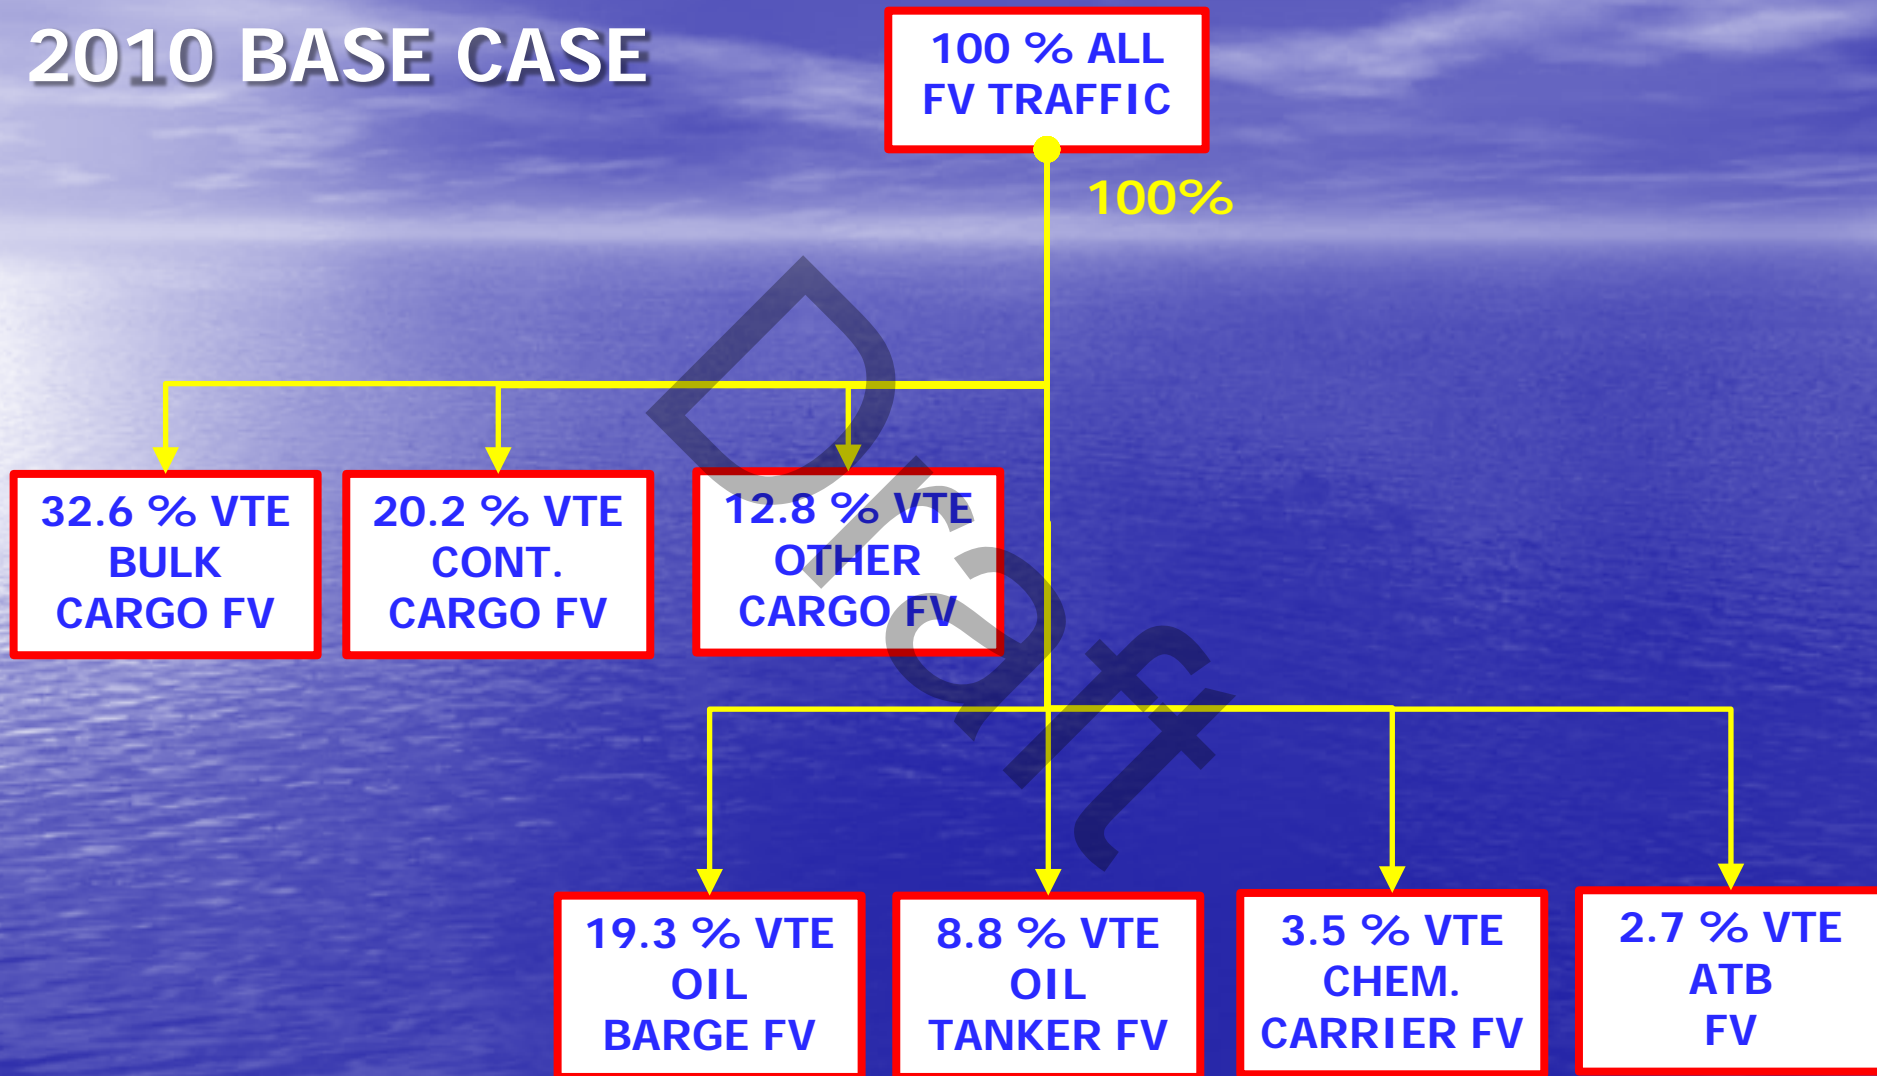 2010 BASE CASE
100 % ALL
FV TRAFFIC
100%
32.6 % VTE
BULK
CARGO FV
20.2 % VTE
CONT.
CARGO FV
12.8 % VTE
OTHER
CARGO FV
Draft
19.3 % VTE
OIL
BARGE FV
8.8 % VTE
OIL
TANKER FV
3.5 % VTE
CHEM.
CARRIER FV
2.7 % VTE
ATB
FV